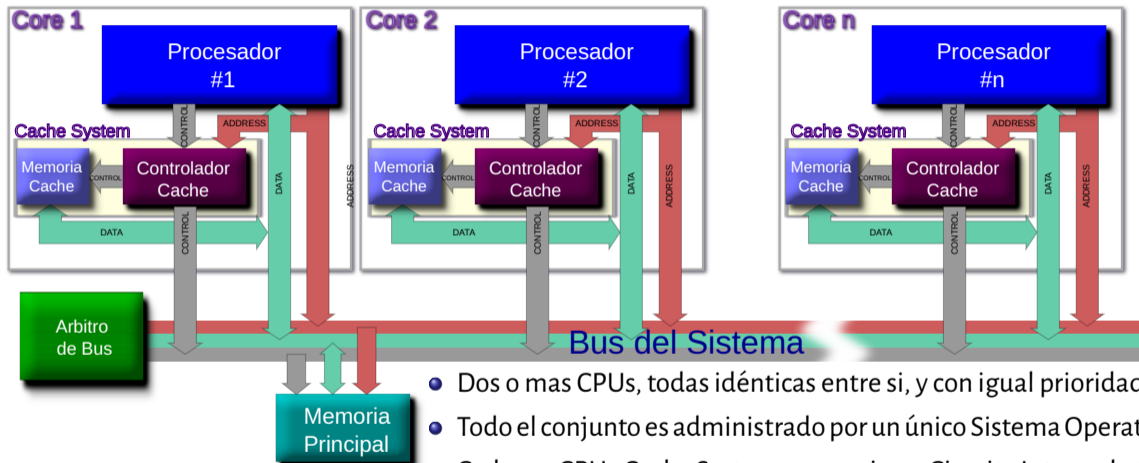 Core 1
Core 2
Core n
Procesador
#1
Procesador
#2
Procesador
#n
CONTROL
ADDRESS
CONTROL
ADDRESS
CONTROL
ADDRESS
Cache System
Cache System
Cache System
Memoria
Cache
CONTROL
Controlador
Cache
DATA
ADDRESS
Memoria
Cache
CONTROL
Controlador
Cache
DATA
ADDRESS
Memoria
Cache
CONTROL
Controlador
Cache
DATA
ADDRESS
DATA
CONTROL
DATA
CONTROL
DATA
CONTROL
Arbitro
de Bus
Bus del Sistema
Memoria
Principal
Dos o mas CPUs, todas idénticas entre si, y con igual prioridad
Todo el conjunto es administrado por un único Sistema Operat